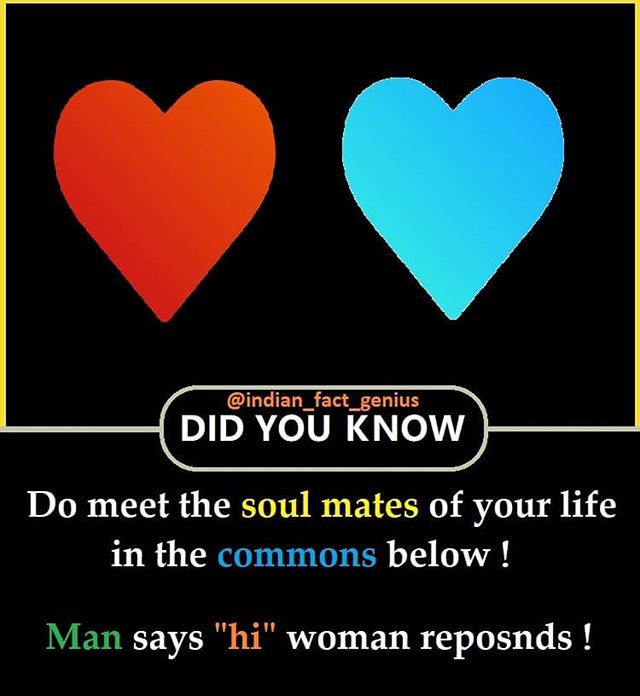 @indian_fact_genius
DID YOU KNOW
Do meet the soul mates of your life
in the commons below !
Man says "hi" woman reposnds !